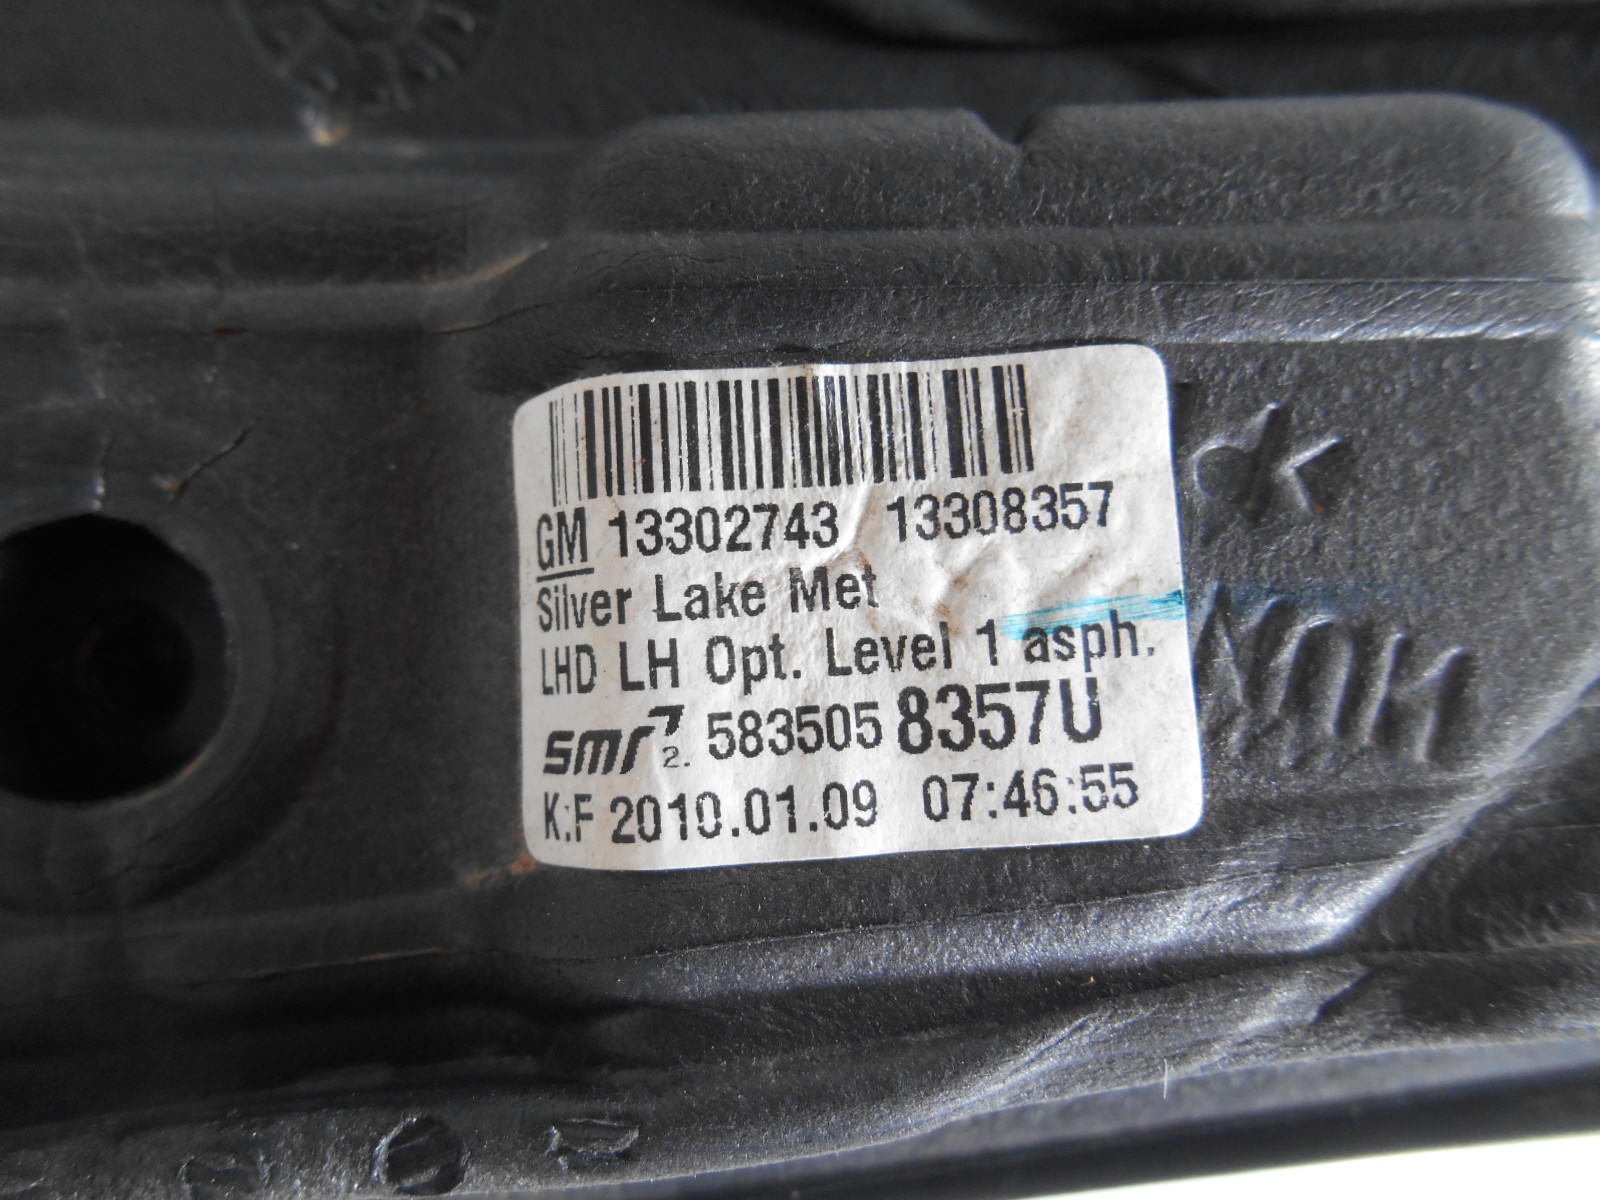 GM 13302743 13308357
Silver Lake Met
LHD LH Opt. Level 1 asph.
smr 2. 583505 8357U
K:F 2010.01.09 07:46:55